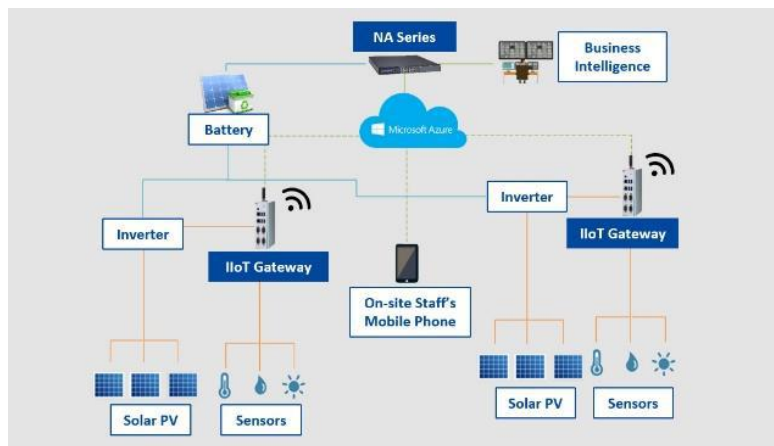 NA Series
Business
Intelligence
Microsoft Azure
Battery
Inverter
IIoT Gateway
Inverter
IIoT Gateway
On-site Staff's
Mobile Phone
Solar PV
Sensors
Solar PV
Sensors